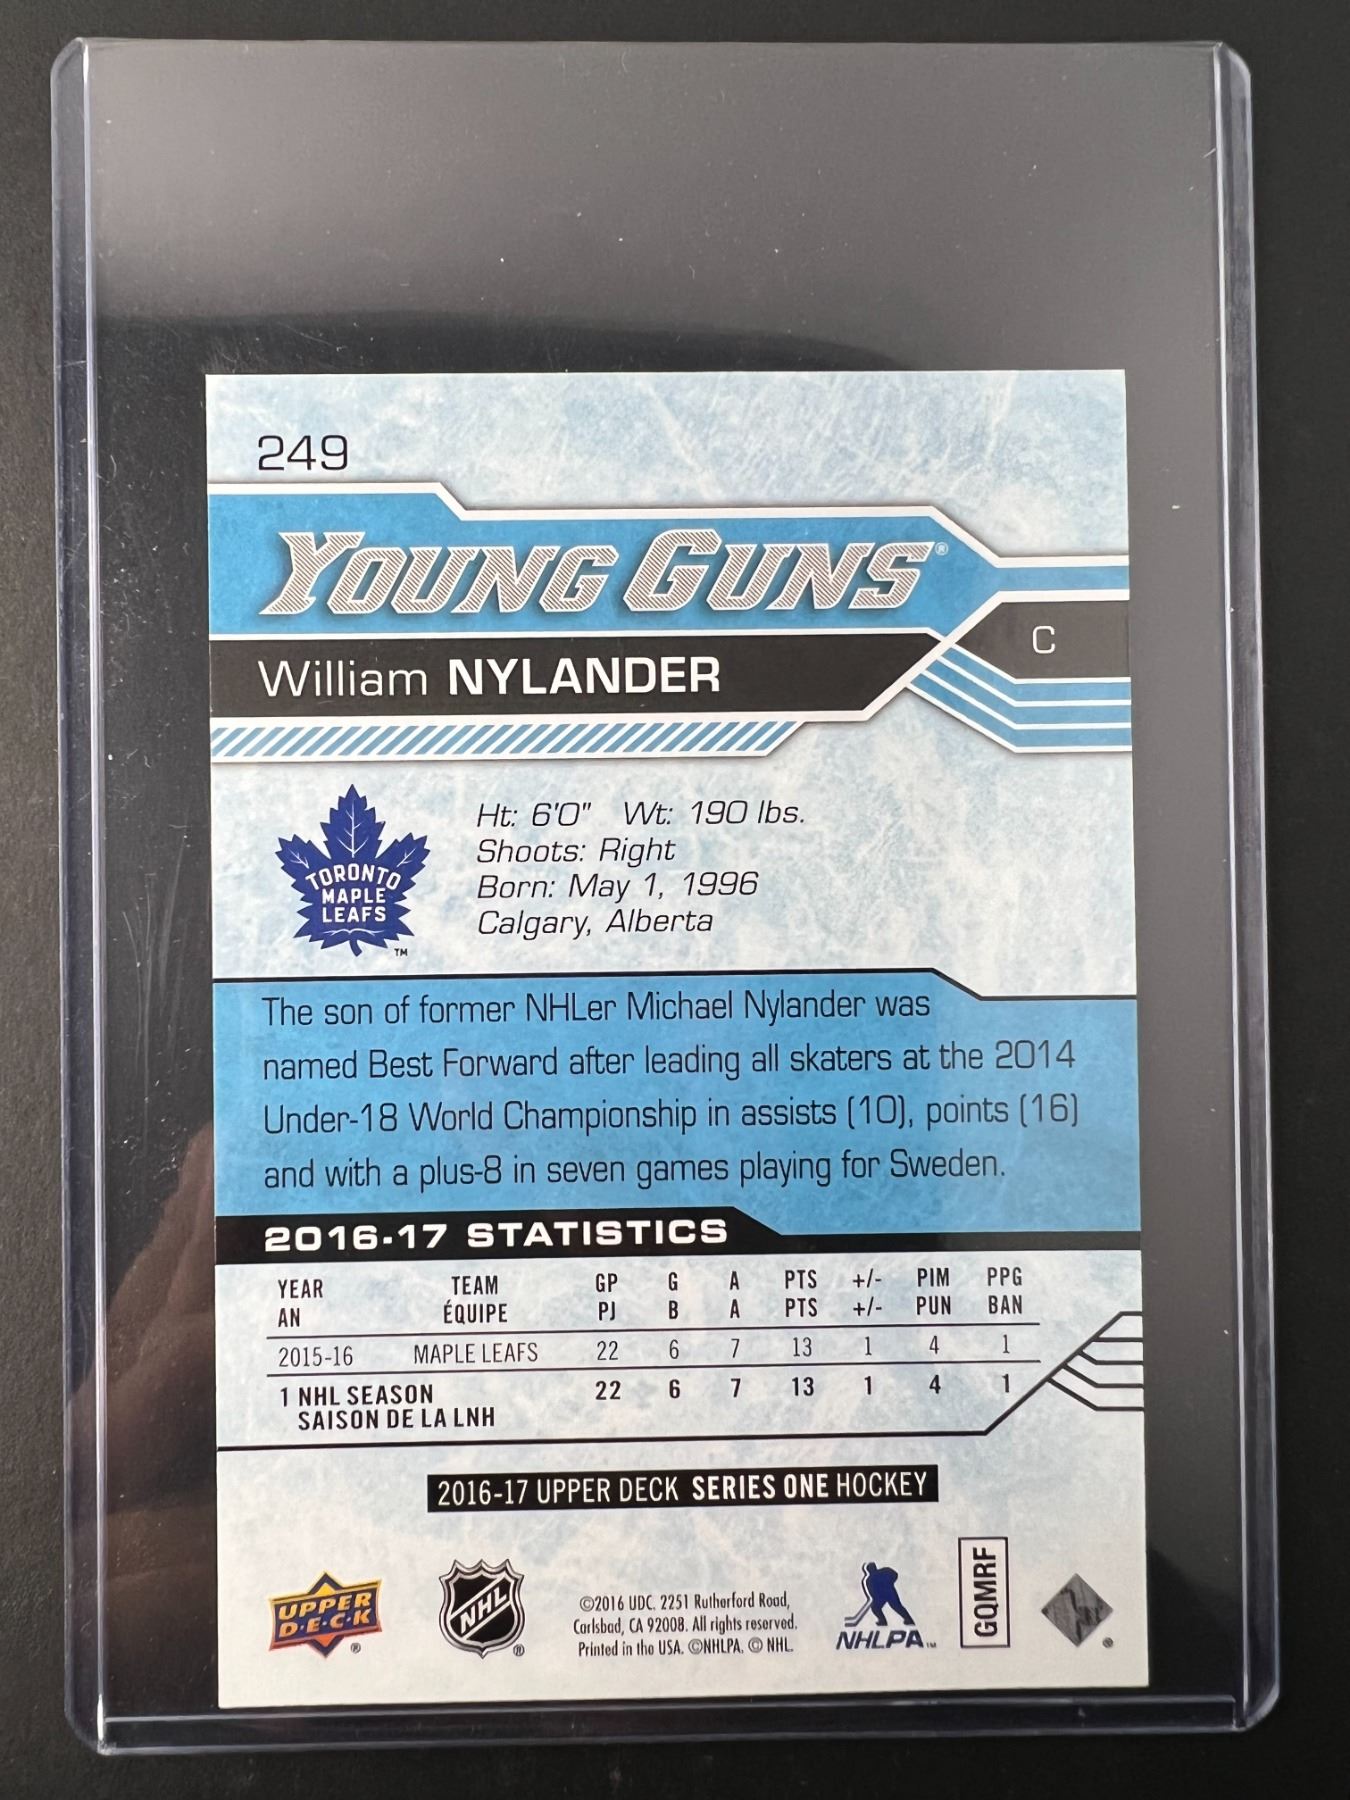 249
YOUNG GUNS®
William NYLANDER
C
TORONTO
MAPLE
LEAFS
™
Ht: 6'0" Wt: 190 lbs.
Shoots: Right
Born: May 1, 1996
Calgary, Alberta
The son of former NHLer Michael Nylander was
named Best Forward after leading all skaters at the 2014
Under-18 World Championship in assists (10), points (16)
and with a plus-8 in seven games playing for Sweden.
2016-17 STATISTICS
YEAR TEAM GP G A PTS +/- PIM PPG
AN ÉQUIPE PJ B A PTS +/- PUN BAN
2015-16 MAPLE LEAFS 22 6 7 13 1 4 1
1 NHL SEASON 22 6 7 13 1 4 1
SAISON DE LA LNH
2016-17 UPPER DECK SERIES ONE HOCKEY
UPPER
D·E·C·K
®
NHL
®
©2016 UDC. 2251 Rutherford Road,
Carlsbad, CA 92008. All rights reserved.
Printed in the USA. ©NHLPA. © NHL.
NHLPA™
GQMRF
®